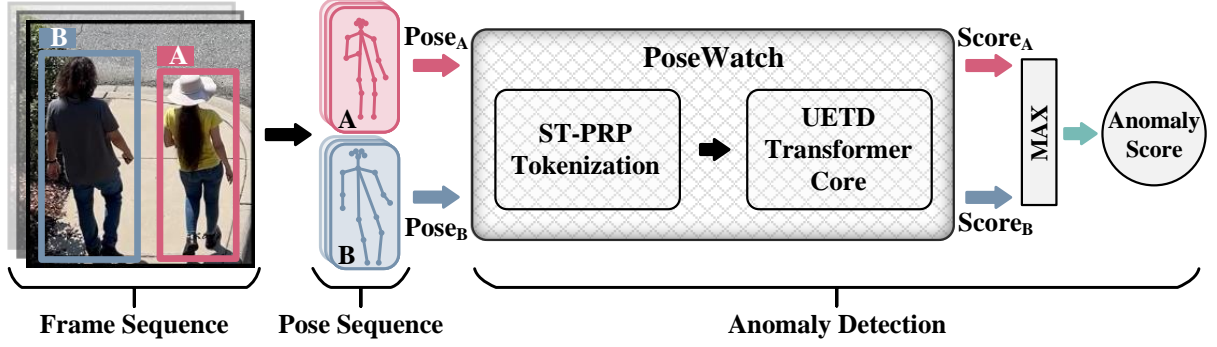 B
A
A
B
Pose_A
Pose_B
PoseWatch
ST-PRP
Tokenization
UETD
Transformer
Core
Score_A
Score_B
MAX
Anomaly
Score
Frame Sequence
Pose Sequence
Anomaly Detection